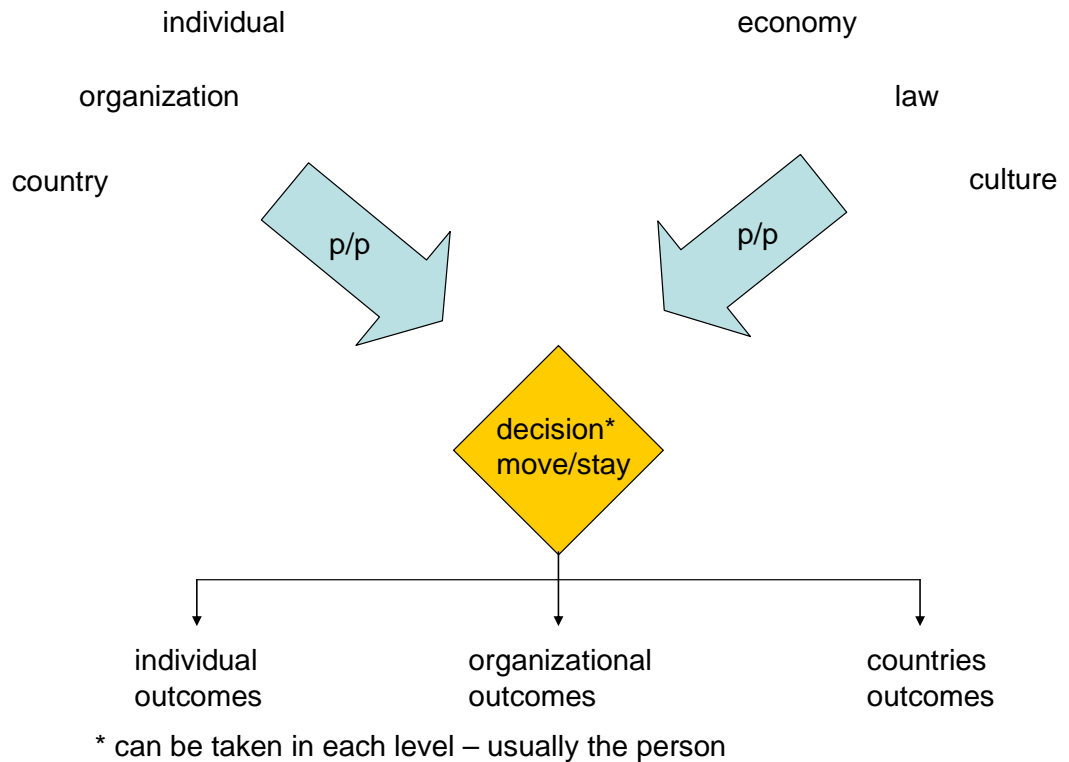 individual
economy
organization
law
country
culture
p/p
p/p
decision*
move/stay
individual
outcomes
organizational
outcomes
countries
outcomes
* can be taken in each level – usually the person